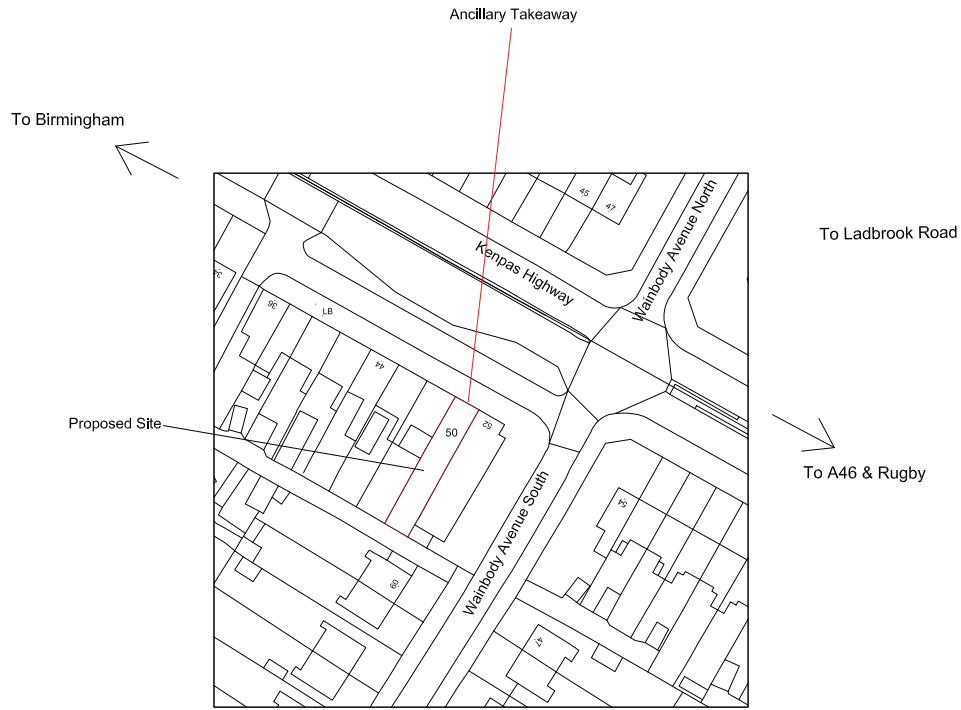 Ancillary Takeaway
To Birmingham
45
47
Wainbody Avenue North
To Ladbrook Road
Kenpas Highway
36
LB
44
Proposed Site
50
52
To A46 & Rugby
Wainbody Avenue South
54
60
47